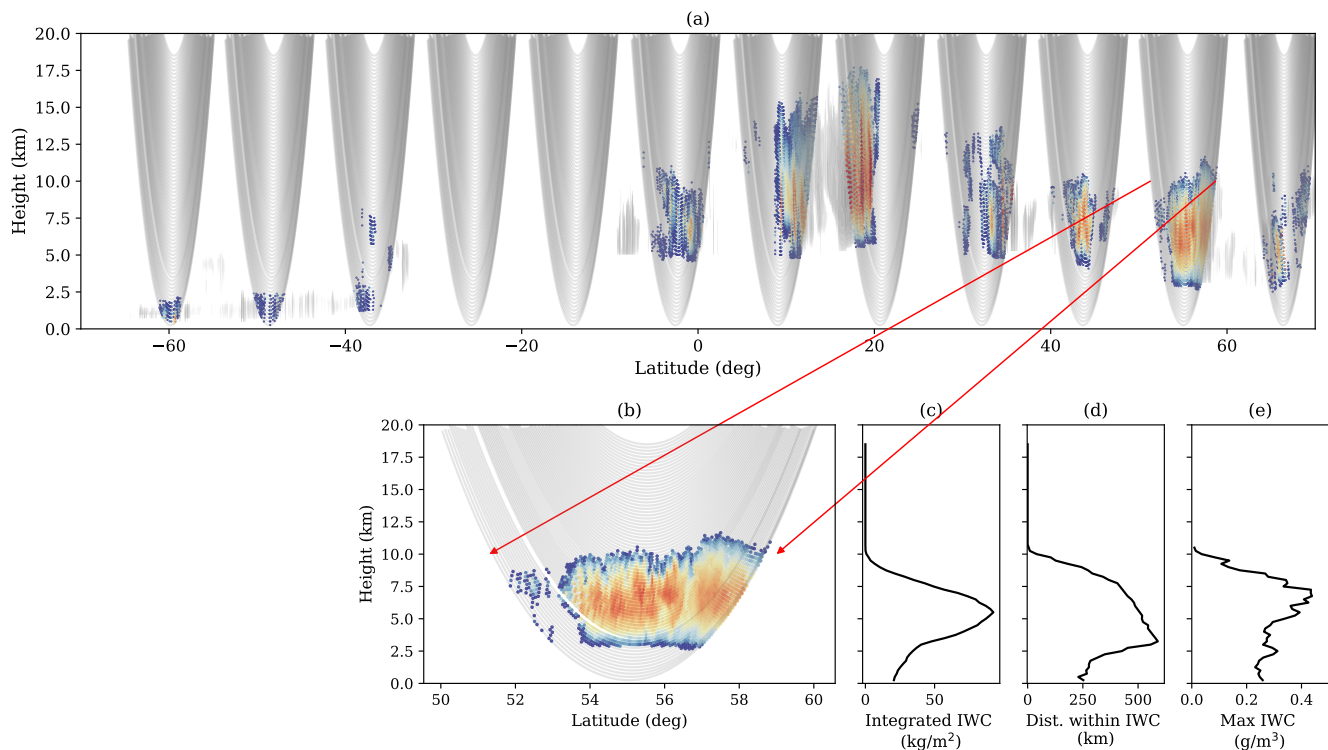 (a)
20.0
17.5
15.0
12.5
10.0
7.5
5.0
2.5
0.0
Height (km)
−60 −40 −20 0 20 40 60
Latitude (deg)
(b) (c) (d) (e)
20.0
17.5
15.0
12.5
10.0
7.5
5.0
2.5
0.0
Height (km)
50 52 54 56 58 60
Latitude (deg)
0 50
Integrated IWC
(kg/m²)
0 250 500
Dist. within IWC
(km)
0.0 0.2 0.4
Max IWC
(g/m³)